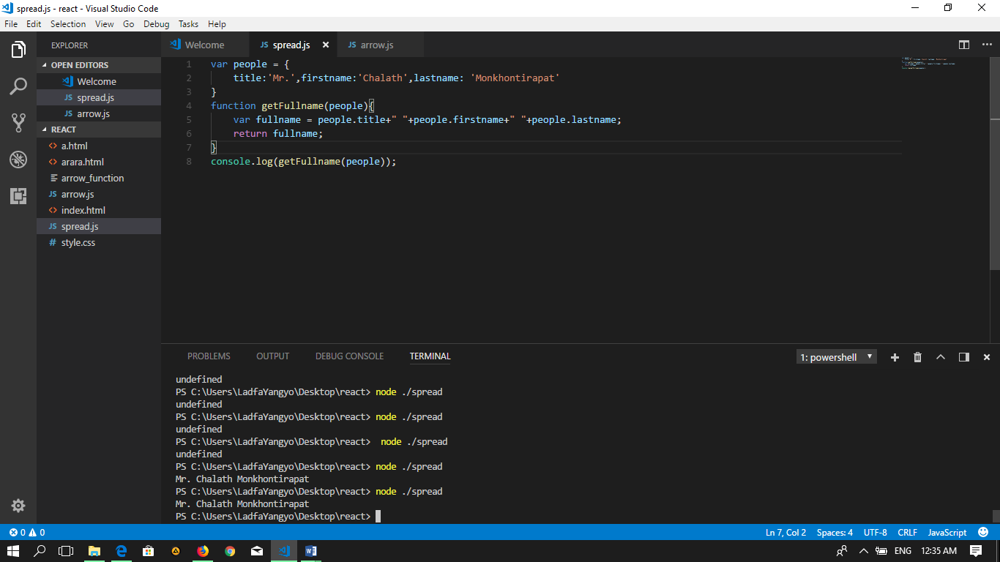 spread.js - react - Visual Studio Code
File Edit Selection View Go Debug Tasks Help
EXPLORER
OPEN EDITORS
Welcome
JS spread.js
JS arrow.js
REACT
<> a.html
<> arara.html
arrow_function
JS arrow.js
<> index.html
JS spread.js
# style.css
Welcome JS spread.js × JS arrow.js
1 var people = {
2 title:'Mr.',firstname:'Chalath',lastname: 'Monkhontirapat'
3 }
4 function getFullname(people){
5 var fullname = people.title+" "+people.firstname+" "+people.lastname;
6 return fullname;
7 }
8 console.log(getFullname(people));
PROBLEMS OUTPUT DEBUG CONSOLE TERMINAL
1: powershell
undefined
PS C:\Users\LadfaYangyo\Desktop\react> node ./spread
undefined
PS C:\Users\LadfaYangyo\Desktop\react> node ./spread
undefined
PS C:\Users\LadfaYangyo\Desktop\react>  node ./spread
undefined
PS C:\Users\LadfaYangyo\Desktop\react> node ./spread
Mr. Chalath Monkhontirapat
PS C:\Users\LadfaYangyo\Desktop\react> node ./spread
Mr. Chalath Monkhontirapat
PS C:\Users\LadfaYangyo\Desktop\react>
0 0 Ln 7, Col 2 Spaces: 4 UTF-8 CRLF JavaScript
ENG 12:35 AM